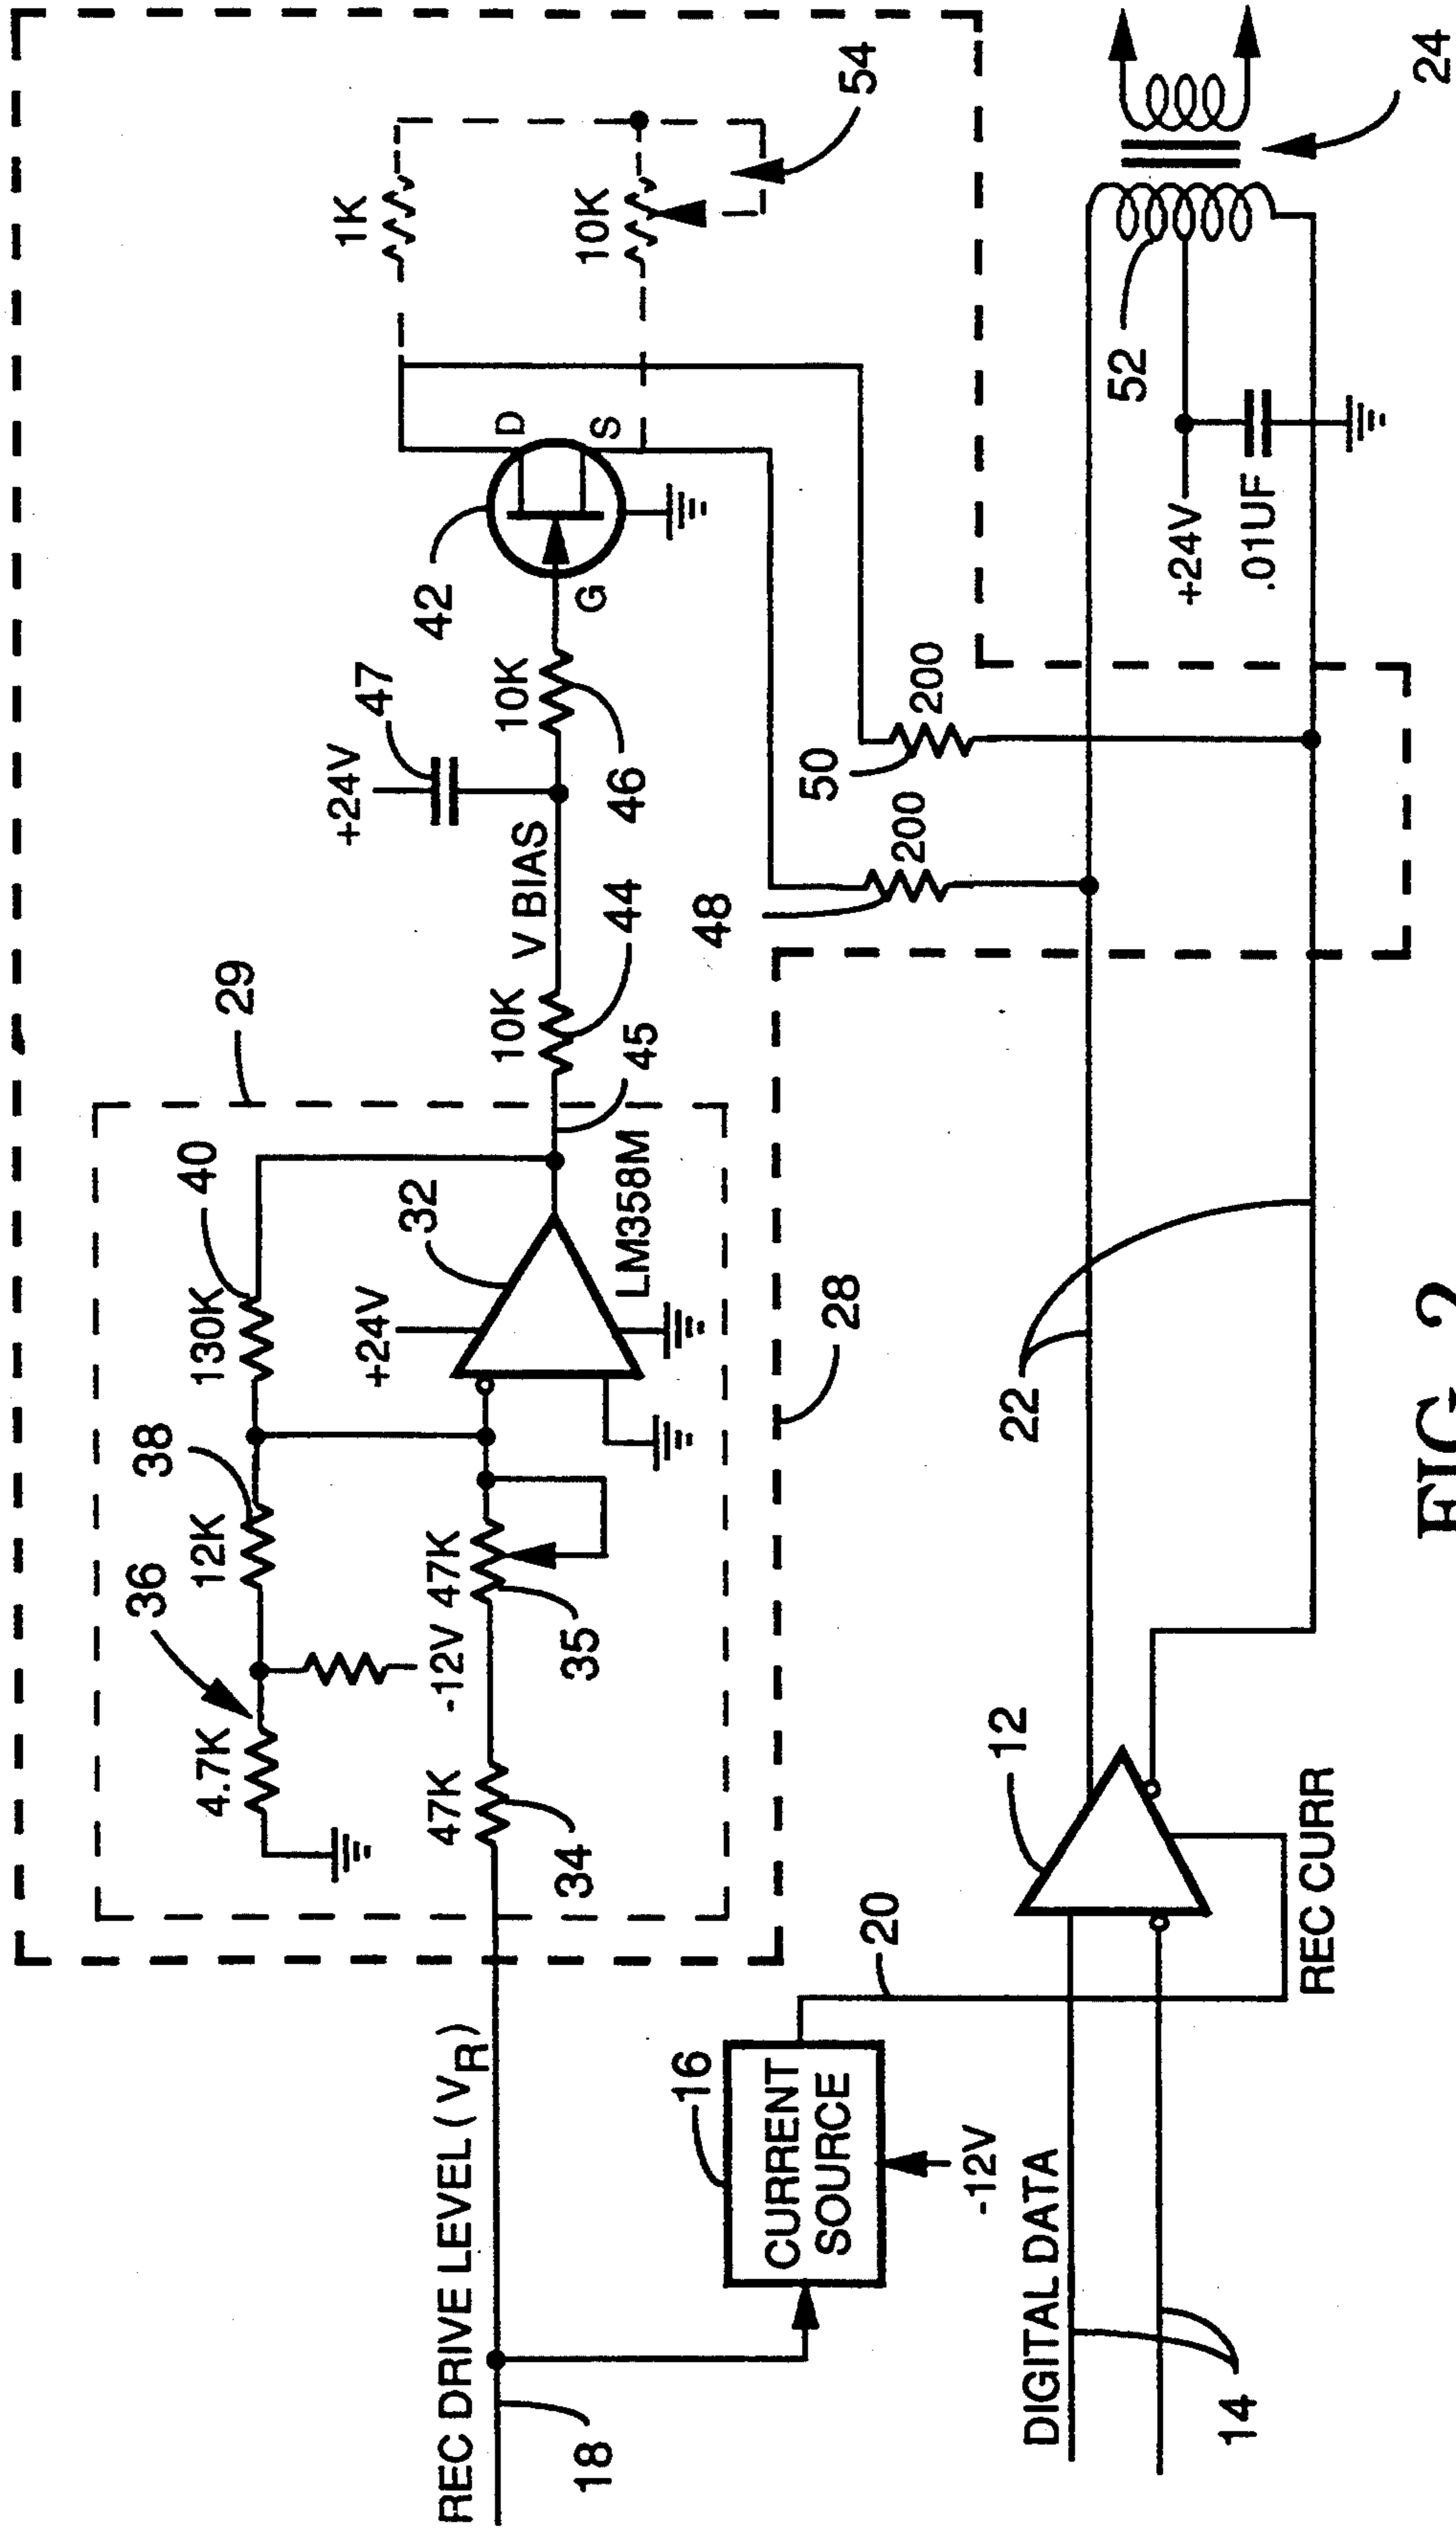 29
40
130K
38
12K
36
4.7K
+24V
32
LM358M
-12V
47K
35
47K
34
45
10K
44
V BIAS
+24V
47
10K
46
42
G
D
S
1K
10K
54
28
50
200
48
200
REC DRIVE LEVEL (VR)
18
16
CURRENT
SOURCE
-12V
20
DIGITAL DATA
14
12
REC CURR
22
+24V
.01UF
52
24
FIG. 2